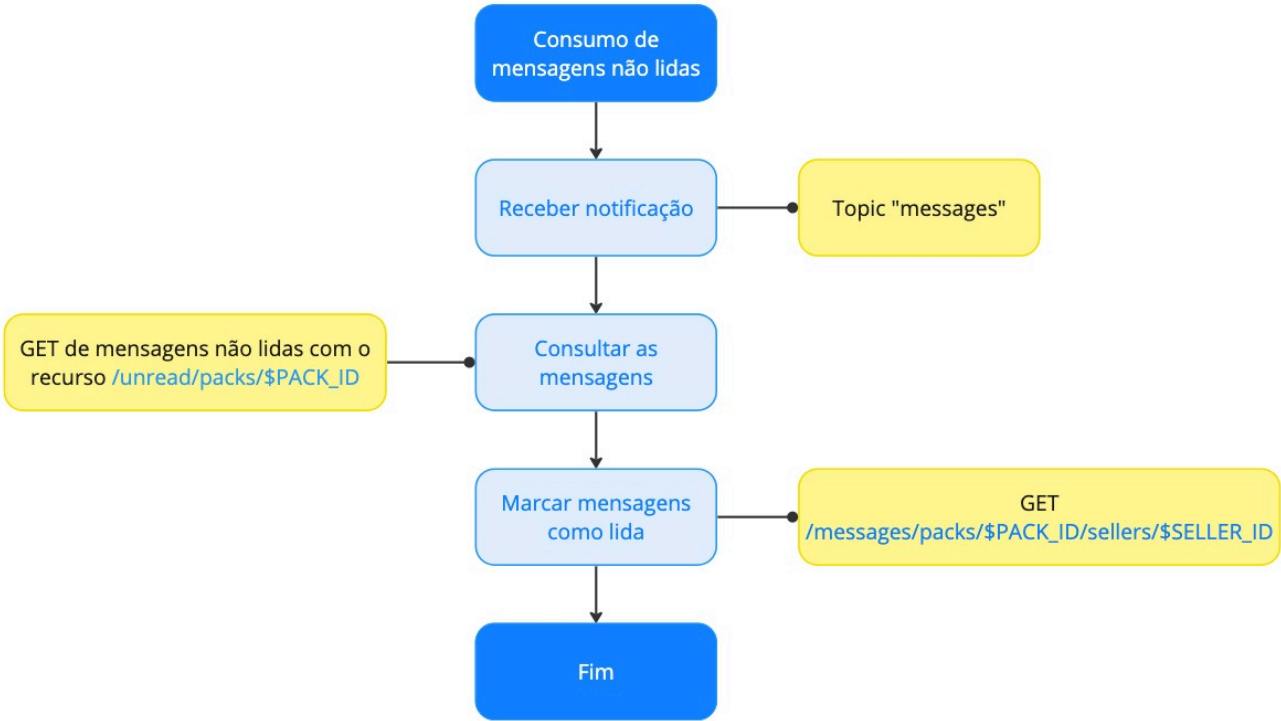 Consumo de
mensagens não lidas
Receber notificação
Topic "messages"
GET de mensagens não lidas com o
recurso /unread/packs/$PACK_ID
Consultar as
mensagens
Marcar mensagens
como lida
GET
/messages/packs/$PACK_ID/sellers/$SELLER_ID
Fim